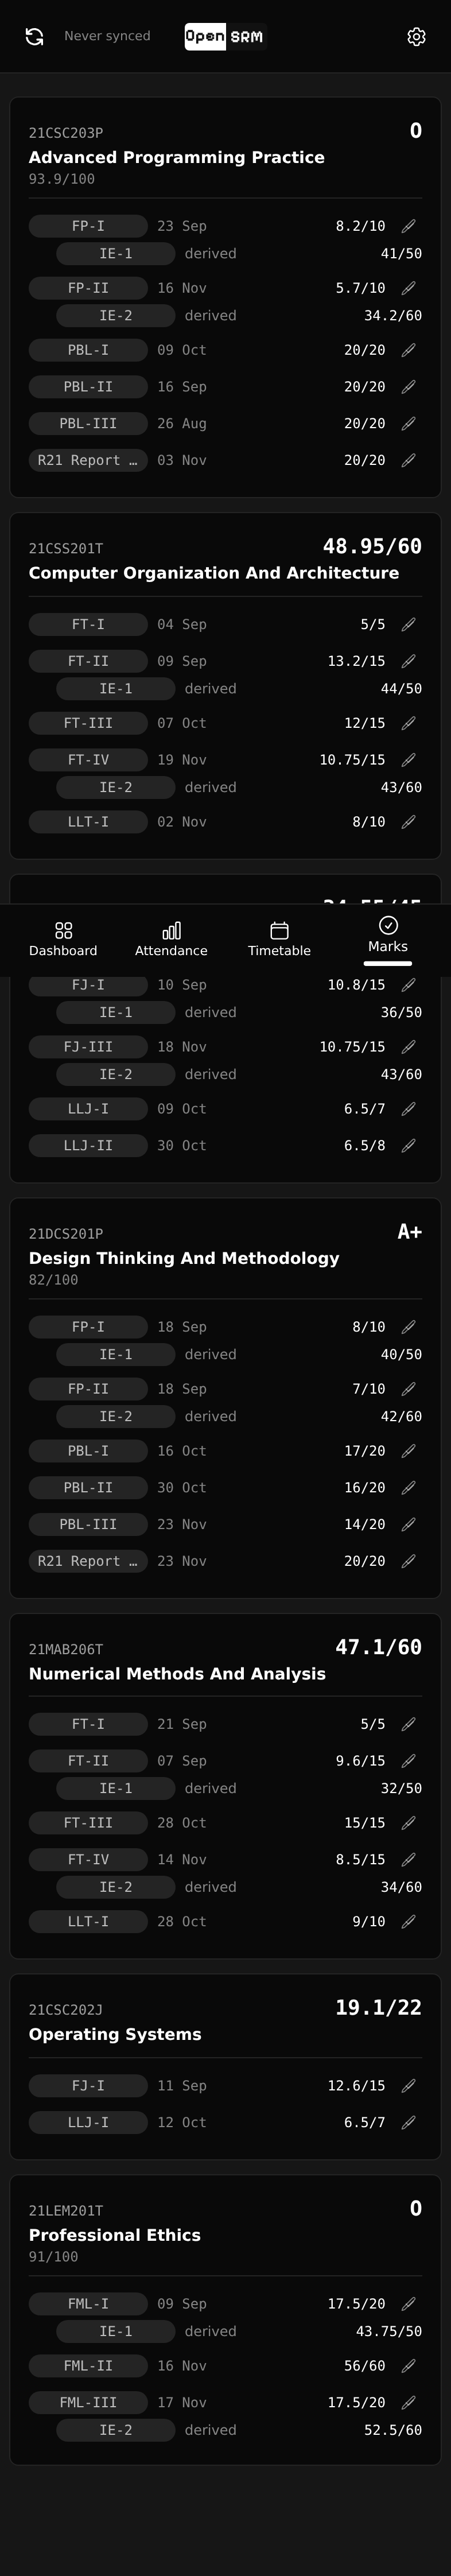 Never synced
Open SRM
21CSC203P O
Advanced Programming Practice
93.9/100
FP-I 23 Sep 8.2/10
IE-1 derived 41/50
FP-II 16 Nov 5.7/10
IE-2 derived 34.2/60
PBL-I 09 Oct 20/20
PBL-II 16 Sep 20/20
PBL-III 26 Aug 20/20
R21 Report … 03 Nov 20/20
21CSS201T 48.95/60
Computer Organization And Architecture
FT-I 04 Sep 5/5
FT-II 09 Sep 13.2/15
IE-1 derived 44/50
FT-III 07 Oct 12/15
FT-IV 19 Nov 10.75/15
IE-2 derived 43/60
LLT-I 02 Nov 8/10
Dashboard Attendance Timetable Marks
FJ-I 10 Sep 10.8/15
IE-1 derived 36/50
FJ-III 18 Nov 10.75/15
IE-2 derived 43/60
LLJ-I 09 Oct 6.5/7
LLJ-II 30 Oct 6.5/8
21DCS201P A+
Design Thinking And Methodology
82/100
FP-I 18 Sep 8/10
IE-1 derived 40/50
FP-II 18 Sep 7/10
IE-2 derived 42/60
PBL-I 16 Oct 17/20
PBL-II 30 Oct 16/20
PBL-III 23 Nov 14/20
R21 Report … 23 Nov 20/20
21MAB206T 47.1/60
Numerical Methods And Analysis
FT-I 21 Sep 5/5
FT-II 07 Sep 9.6/15
IE-1 derived 32/50
FT-III 28 Oct 15/15
FT-IV 14 Nov 8.5/15
IE-2 derived 34/60
LLT-I 28 Oct 9/10
21CSC202J 19.1/22
Operating Systems
FJ-I 11 Sep 12.6/15
LLJ-I 12 Oct 6.5/7
21LEM201T O
Professional Ethics
91/100
FML-I 09 Sep 17.5/20
IE-1 derived 43.75/50
FML-II 16 Nov 56/60
FML-III 17 Nov 17.5/20
IE-2 derived 52.5/60